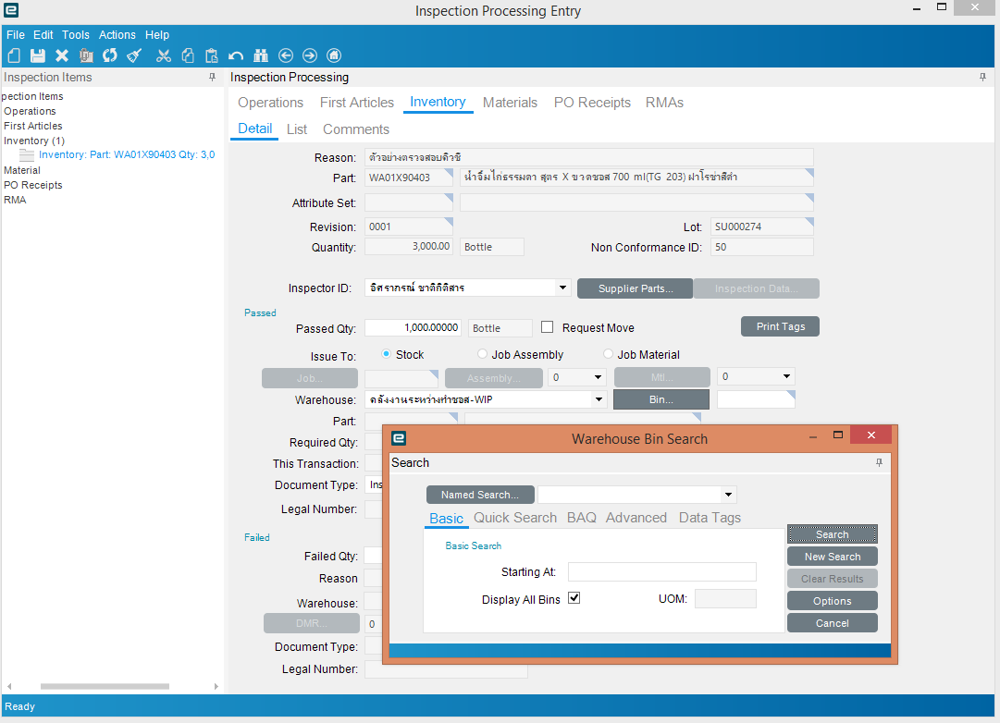 Inspection Processing Entry
File Edit Tools Actions Help
Inspection Items
Inspection Processing
pection Items
Operations
First Articles
Inventory (1)
Inventory: Part: WA01X90403 Qty: 3,0
Material
PO Receipts
RMA
Operations First Articles Inventory Materials PO Receipts RMAs
Detail List Comments
Reason: ตัวอย่างตรวจสอบคิวซี
Part: WA01X90403 น้ำจิ้มไก่ธรรมดา สูตร X ขวดซอส 700 ml(TG 203) ฝาโรซ่าสีดำ
Attribute Set:
Revision: 0001 Lot: SU000274
Quantity: 3,000.00 Bottle Non Conformance ID: 50
Inspector ID: อิศราภรณ์ ชาติกิติสาร Supplier Parts... Inspection Data...
Passed
Passed Qty: 1,000.00000 Bottle Request Move Print Tags
Issue To: Stock Job Assembly Job Material
Job... Assembly... 0 Mtl... 0
Warehouse: คลังงานระหว่างทำซอส-WIP Bin...
Part:
Required Qty:
This Transaction:
Document Type: Ins
Legal Number:
Failed
Failed Qty:
Reason
Warehouse:
DMR... 0
Document Type:
Legal Number:
Warehouse Bin Search
Search
Named Search...
Basic Quick Search BAQ Advanced Data Tags
Basic Search
Starting At:
Display All Bins UOM:
Search
New Search
Clear Results
Options
Cancel
Ready